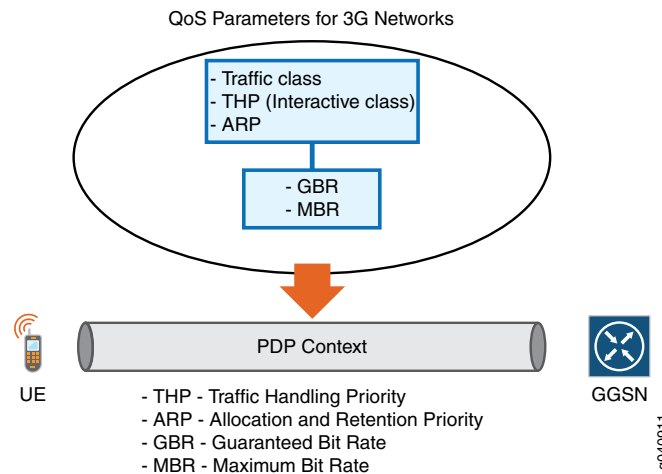 QoS Parameters for 3G Networks
- Traffic class
- THP (Interactive class)
- ARP
- GBR
- MBR
PDP Context
UE
GGSN
- THP - Traffic Handling Priority
- ARP - Allocation and Retention Priority
- GBR - Guaranteed Bit Rate
- MBR - Maximum Bit Rate
g040911